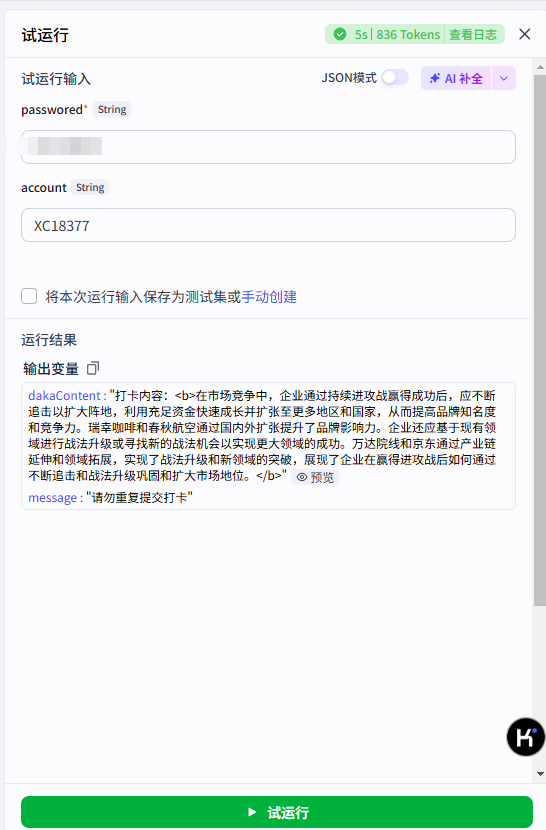 试运行
5s | 836 Tokens | 查看日志
试运行输入
JSON模式
AI 补全
passwored* String
account String
XC18377
将本次运行输入保存为测试集或手动创建
运行结果
输出变量
dakaContent : "打卡内容：<b>在市场竞争中，企业通过持续进攻战赢得成功后，应不断
追击以扩大阵地，利用充足资金快速成长并扩张至更多地区和国家，从而提高品牌知名度
和竞争力。瑞幸咖啡和春秋航空通过国内外扩张提升了品牌影响力。企业还应基于现有领
域进行战法升级或寻找新的战法机会以实现更大领域的成功。万达院线和京东通过产业链
延伸和领域拓展，实现了战法升级和新领域的突破，展现了企业在赢得进攻战后如何通过
不断追击和战法升级巩固和扩大市场地位。</b>" 预览
message : "请勿重复提交打卡"
试运行